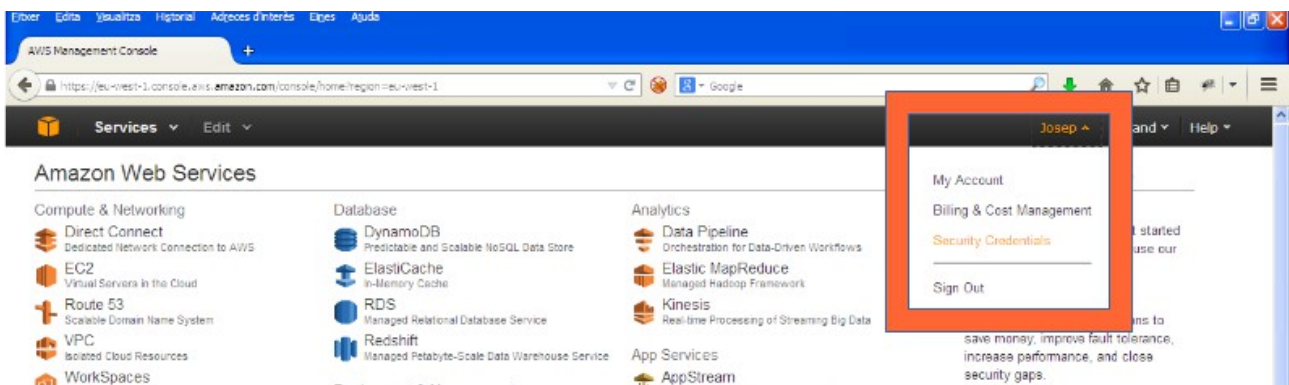 Fitxer Edita Visualitza Historial Adreces d'interès Eines Ajuda
AWS Management Console +
https://eu-west-1.console.aws.amazon.com/console/home?region=eu-west-1
Google
Services Edit
Josep
and Help
Amazon Web Services
Compute & Networking
Direct Connect
Dedicated Network Connection to AWS
EC2
Virtual Servers in the Cloud
Route 53
Scalable Domain Name System
VPC
Isolated Cloud Resources
WorkSpaces
Database
DynamoDB
Predictable and Scalable NoSQL Data Store
ElastiCache
In-Memory Cache
RDS
Managed Relational Database Service
Redshift
Managed Petabyte-Scale Data Warehouse Service
Analytics
Data Pipeline
Orchestration for Data-Driven Workflows
Elastic MapReduce
Managed Hadoop Framework
Kinesis
Real-time Processing of Streaming Big Data
App Services
AppStream
My Account
Billing & Cost Management
Security Credentials
Sign Out
started
use our
to
save money, improve fault tolerance,
increase performance, and close
security gaps.